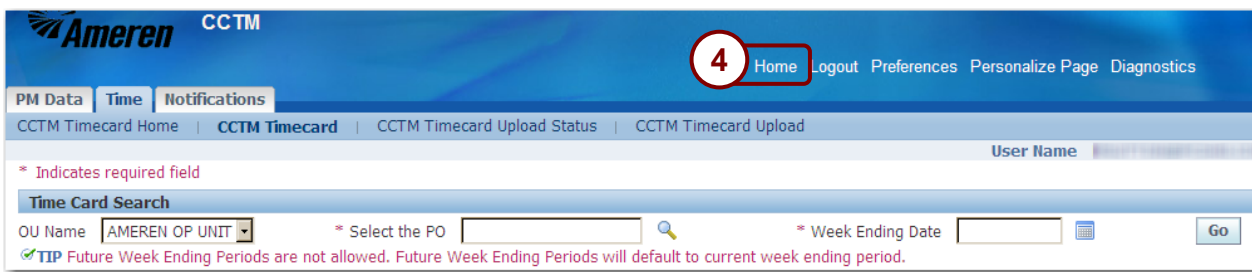 Ameren CCTM
4
Home Logout Preferences Personalize Page Diagnostics
PM Data Time Notifications
CCTM Timecard Home | CCTM Timecard | CCTM Timecard Upload Status | CCTM Timecard Upload
User Name
* Indicates required field
Time Card Search
OU Name AMEREN OP UNIT * Select the PO * Week Ending Date Go
TIP Future Week Ending Periods are not allowed. Future Week Ending Periods will default to current week ending period.